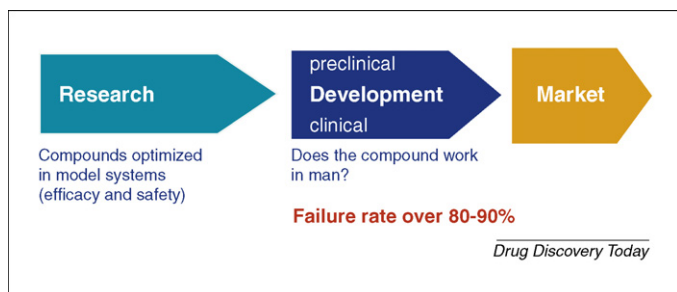 Research
Compounds optimized
in model systems
(efficacy and safety)
preclinical
Development
clinical
Does the compound work
in man?
Failure rate over 80-90%
Market
Drug Discovery Today